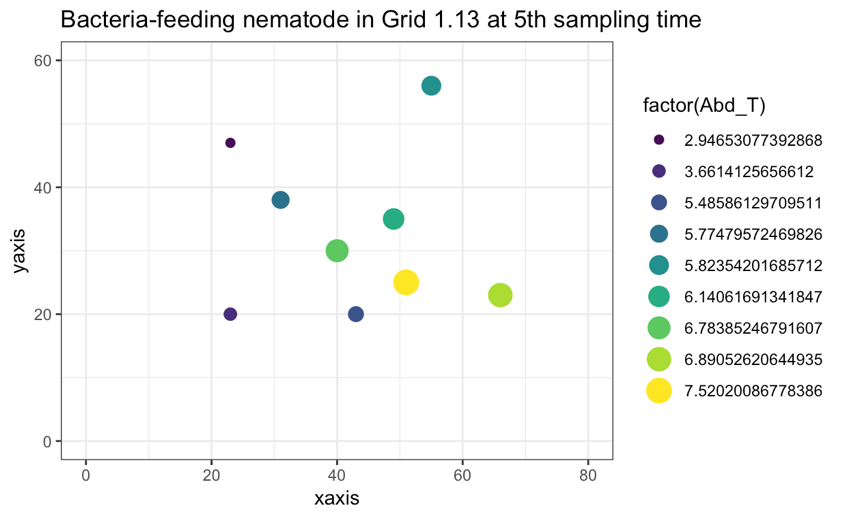 Bacteria-feeding nematode in Grid 1.13 at 5th sampling time
60
40
20
0
yaxis
0 20 40 60 80
xaxis
factor(Abd_T)
2.94653077392868
3.6614125656612
5.48586129709511
5.77479572469826
5.82354201685712
6.14061691341847
6.78385246791607
6.89052620644935
7.52020086778386